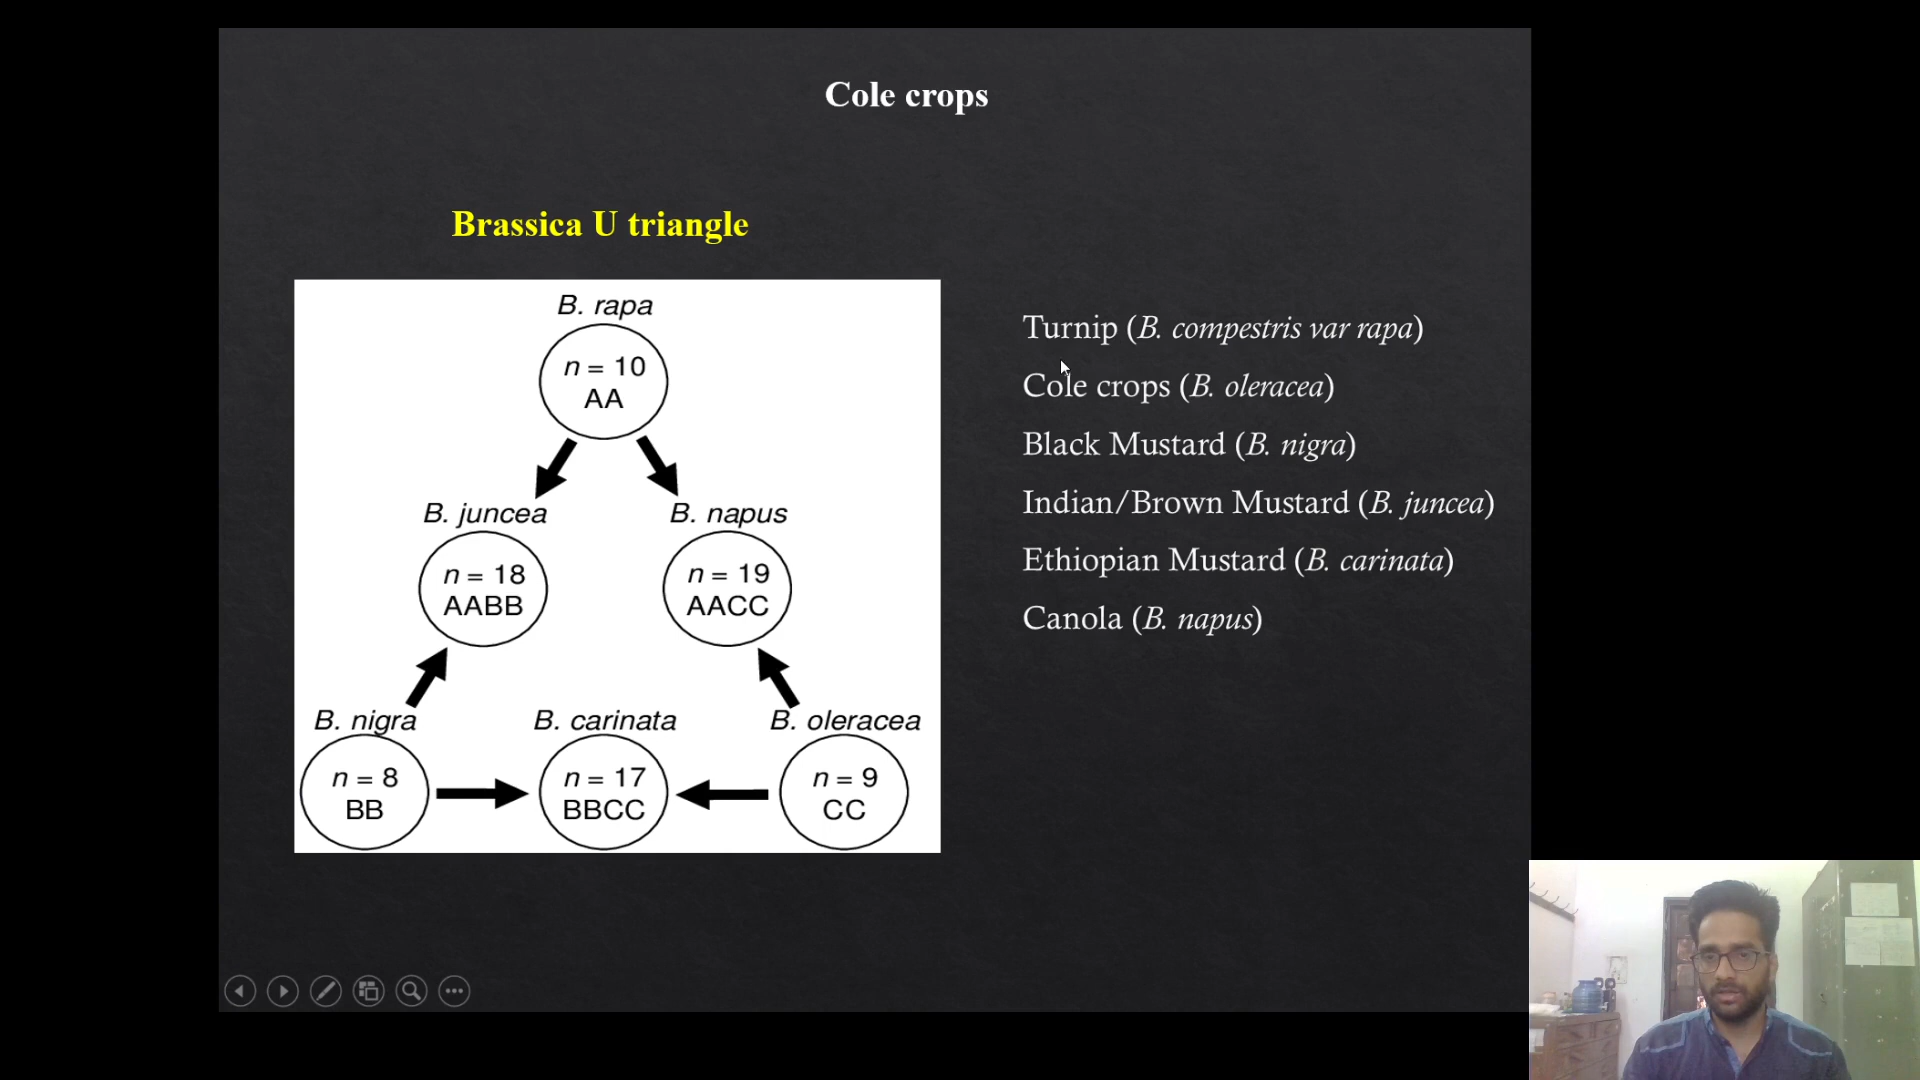 Cole crops
Brassica U triangle
B. rapa
n = 10
AA
B. juncea
n = 18
AABB
B. napus
n = 19
AACC
B. nigra
n = 8
BB
B. carinata
n = 17
BBCC
B. oleracea
n = 9
CC
Turnip (B. compestris var rapa)
Cole crops (B. oleracea)
Black Mustard (B. nigra)
Indian/Brown Mustard (B. juncea)
Ethiopian Mustard (B. carinata)
Canola (B. napus)